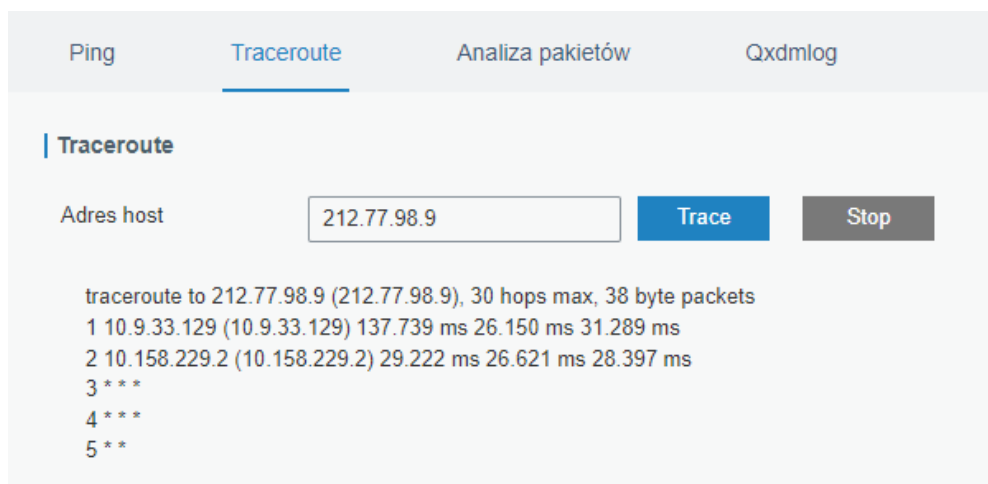 Ping Traceroute Analiza pakietów Qxdmlog
Traceroute
Adres host 212.77.98.9 Trace Stop
traceroute to 212.77.98.9 (212.77.98.9), 30 hops max, 38 byte packets
1 10.9.33.129 (10.9.33.129) 137.739 ms 26.150 ms 31.289 ms
2 10.158.229.2 (10.158.229.2) 29.222 ms 26.621 ms 28.397 ms
3 * * *
4 * * *
5 * *